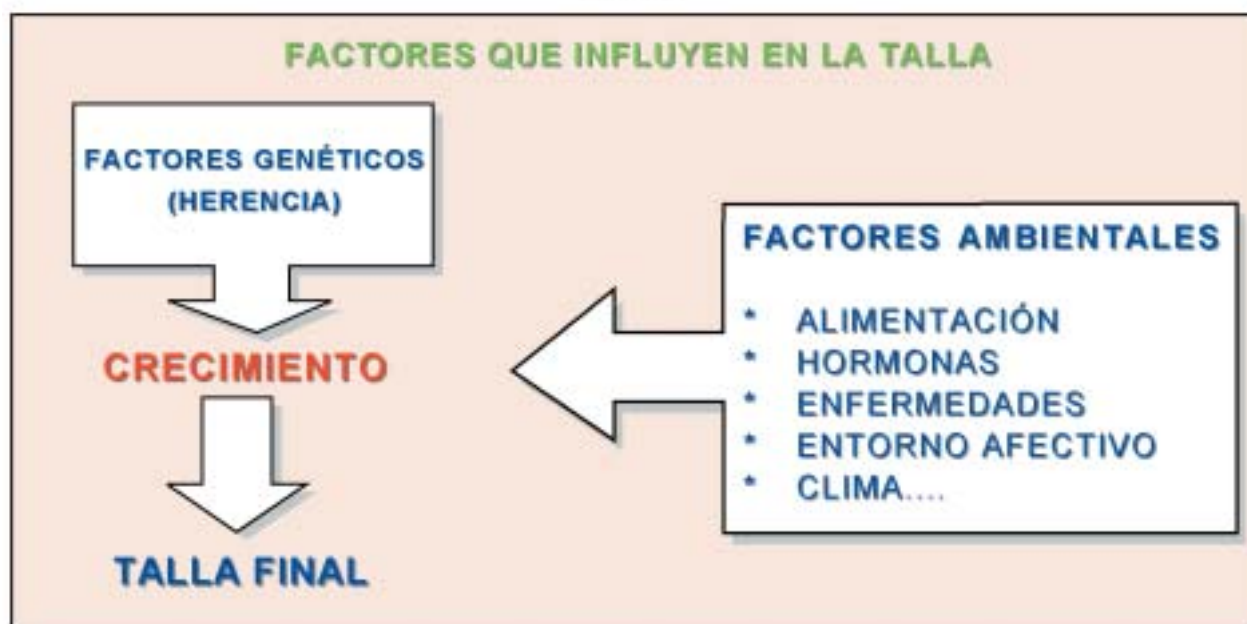 FACTORES QUE INFLUYEN EN LA TALLA
FACTORES GENÉTICOS
(HERENCIA)
CRECIMIENTO
TALLA FINAL
FACTORES AMBIENTALES
* ALIMENTACIÓN
* HORMONAS
* ENFERMEDADES
* ENTORNO AFECTIVO
* CLIMA....